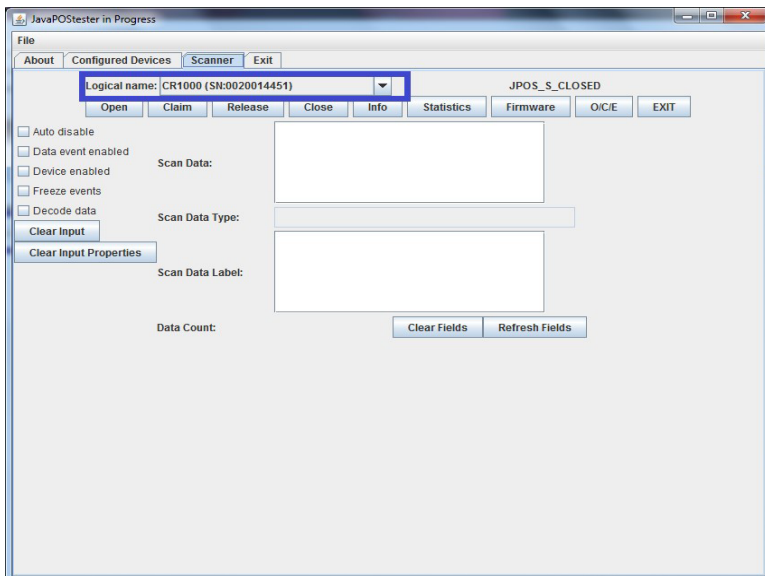 JavaPOStester in Progress
File
About Configured Devices Scanner Exit
Logical name: CR1000 (SN:0020014451) JPOS_S_CLOSED
Open Claim Release Close Info Statistics Firmware O/C/E EXIT
Auto disable
Data event enabled
Device enabled
Freeze events
Decode data
Clear Input
Clear Input Properties
Scan Data:
Scan Data Type:
Scan Data Label:
Data Count: Clear Fields Refresh Fields